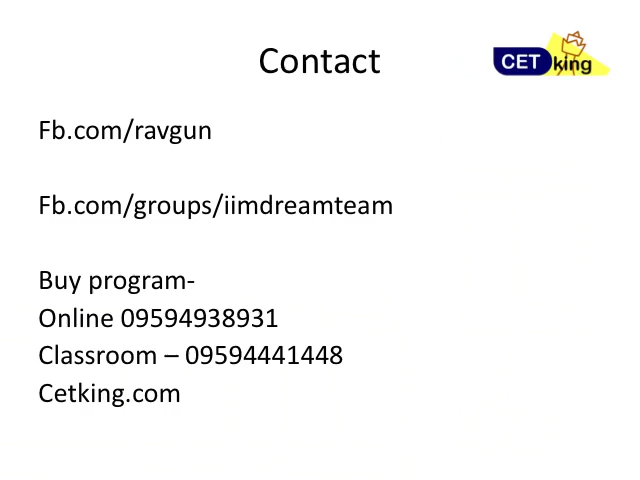 Contact
CET king
Fb.com/ravgun
Fb.com/groups/iimdreamteam
Buy program-
Online 09594938931
Classroom – 09594441448
Cetking.com